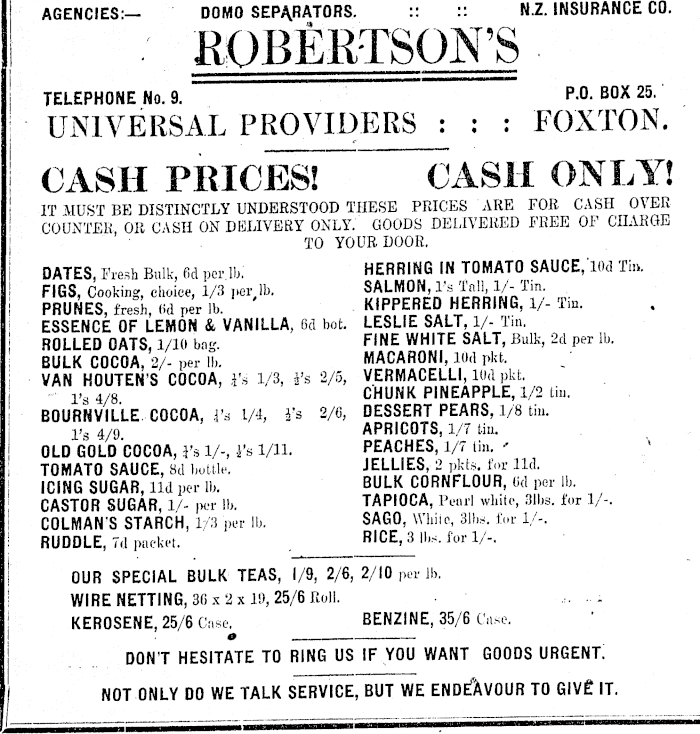 AGENCIES:— DOMO SEPARATORS. :: :: N.Z. INSURANCE CO.
ROBERTSON'S
TELEPHONE No. 9. P.O. BOX 25.
UNIVERSAL PROVIDERS : : : FOXTON.
CASH PRICES! CASH ONLY!
IT MUST BE DISTINCTLY UNDERSTOOD THESE PRICES ARE FOR CASH OVER
COUNTER, OR CASH ON DELIVERY ONLY. GOODS DELIVERED FREE OF CHARGE
TO YOUR DOOR.
DATES, Fresh Bulk, 6d per lb.
FIGS, Cooking, choice, 1/3 per lb.
PRUNES, fresh, 6d per lb.
ESSENCE OF LEMON & VANILLA, 6d bot.
ROLLED OATS, 1/10 bag.
BULK COCOA, 2/- per lb.
VAN HOUTEN'S COCOA, ¼'s 1/3, ½'s 2/5,
1's 4/8.
BOURNVILLE COCOA, ¼'s 1/4, ½'s 2/6,
1's 4/9.
OLD GOLD COCOA, ¼'s 1/-, ½'s 1/11.
TOMATO SAUCE, 8d bottle.
ICING SUGAR, 11d per lb.
CASTOR SUGAR, 1/- per lb.
COLMAN'S STARCH, 1/3 per lb.
RUDDLE, 7d packet.
HERRING IN TOMATO SAUCE, 10d Tin.
SALMON, 1's Tall, 1/- Tin.
KIPPERED HERRING, 1/- Tin.
LESLIE SALT, 1/- Tin.
FINE WHITE SALT, Bulk, 2d per lb.
MACARONI, 10d pkt.
VERMACELLI, 10d pkt.
CHUNK PINEAPPLE, 1/2 tin.
DESSERT PEARS, 1/8 tin.
APRICOTS, 1/7 tin.
PEACHES, 1/7 tin.
JELLIES, 2 pkts. for 11d.
BULK CORNFLOUR, 6d per lb.
TAPIOCA, Pearl white, 3lbs. for 1/-.
SAGO, White, 3lbs. for 1/-.
RICE, 3 lbs. for 1/-.
OUR SPECIAL BULK TEAS, 1/9, 2/6, 2/10 per lb.
WIRE NETTING, 36 x 2 x 19, 25/6 Roll.
KEROSENE, 25/6 Case. BENZINE, 35/6 Case.
DON'T HESITATE TO RING US IF YOU WANT GOODS URGENT.
NOT ONLY DO WE TALK SERVICE, BUT WE ENDEAVOUR TO GIVE IT.